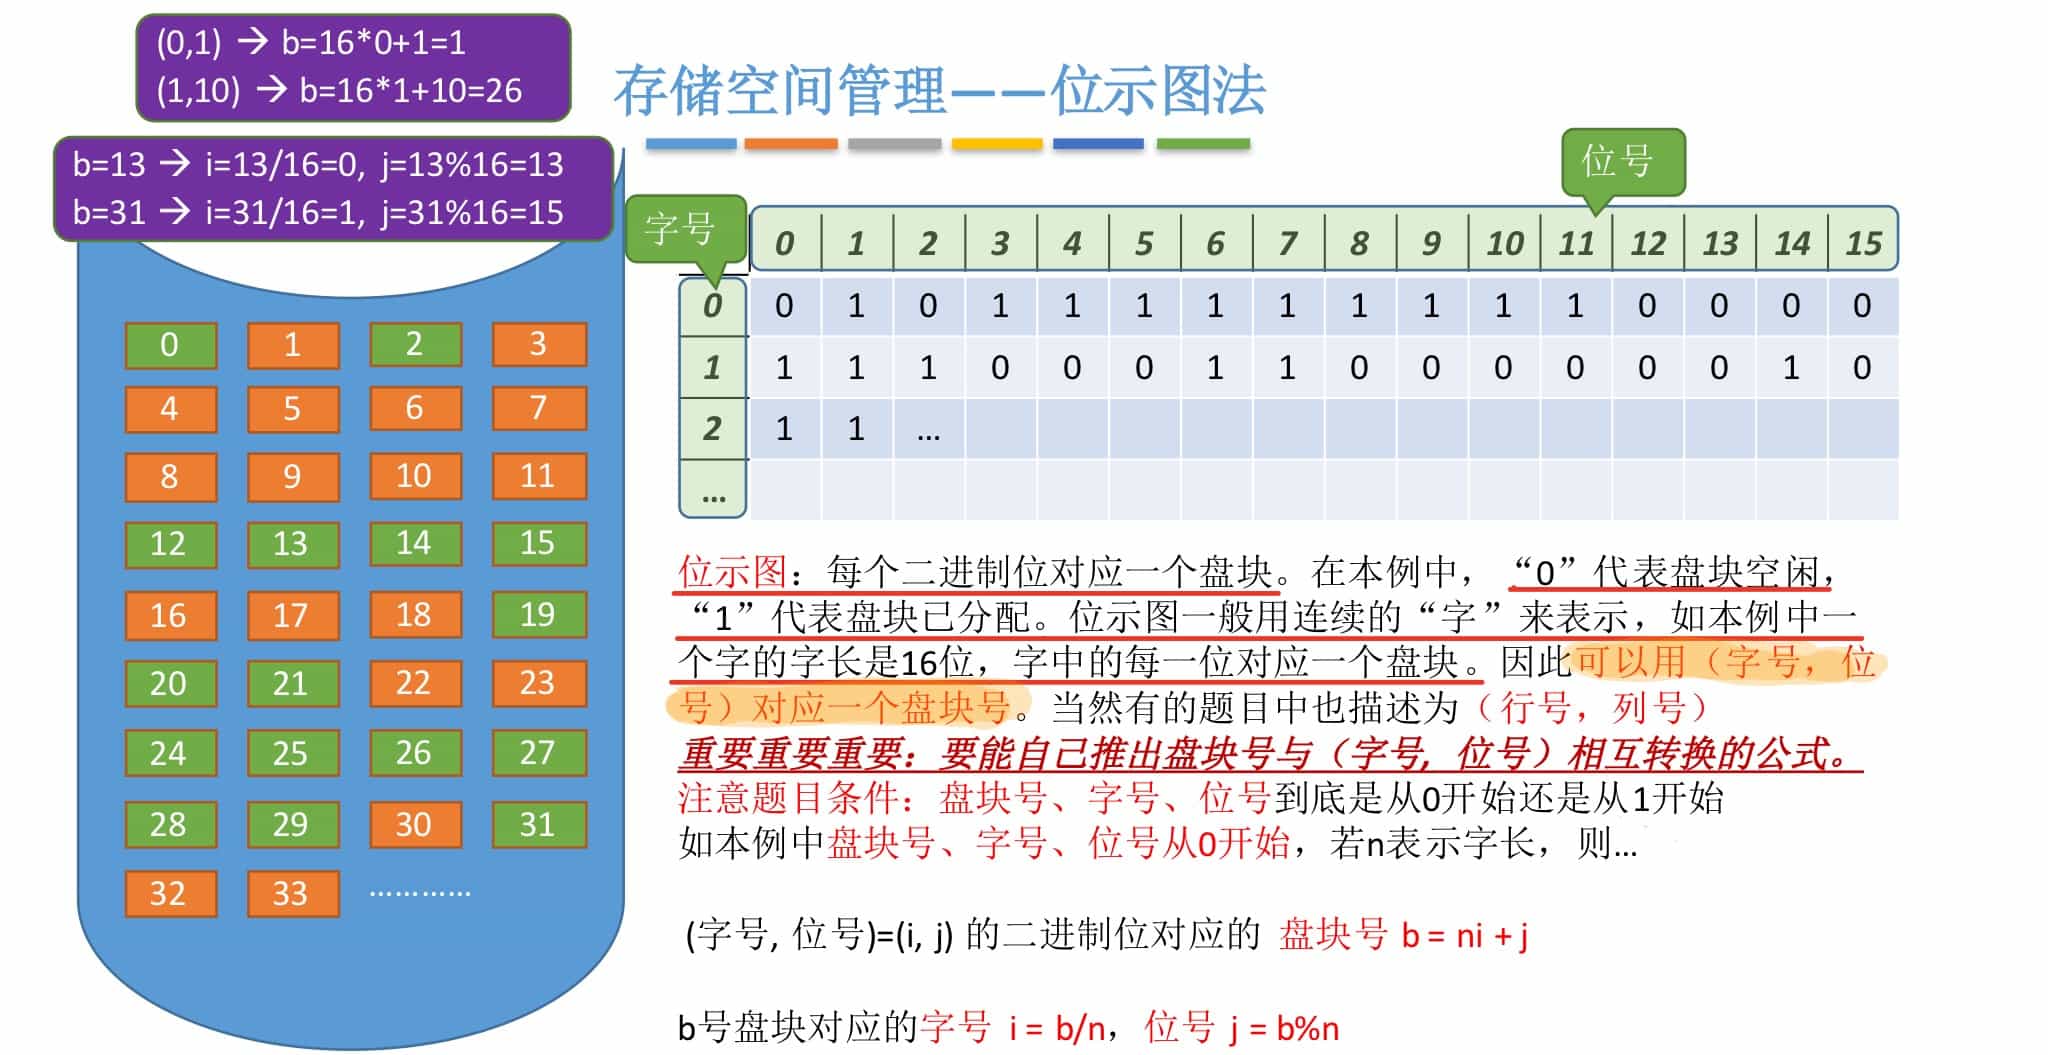 (0,1) → b=16*0+1=1
(1,10) → b=16*1+10=26
b=13 → i=13/16=0, j=13%16=13
b=31 → i=31/16=1, j=31%16=15
存储空间管理——位示图法
位号
字号
0 1 2 3 4 5 6 7 8 9 10 11 12 13 14 15
0 0 1 0 1 1 1 1 1 1 1 1 1 0 0 0 0
1 1 1 1 0 0 0 1 1 0 0 0 0 0 0 1 0
2 1 1 ...
...
0 1 2 3
4 5 6 7
8 9 10 11
12 13 14 15
16 17 18 19
20 21 22 23
24 25 26 27
28 29 30 31
32 33 …………
位示图：每个二进制位对应一个盘块。在本例中，“0”代表盘块空闲，
“1”代表盘块已分配。位示图一般用连续的“字”来表示，如本例中一
个字的字长是16位，字中的每一位对应一个盘块。因此可以用（字号，位
号）对应一个盘块号。当然有的题目中也描述为（行号，列号）
重要重要重要：要能自己推出盘块号与（字号，位号）相互转换的公式。
注意题目条件：盘块号、字号、位号到底是从0开始还是从1开始
如本例中盘块号、字号、位号从0开始，若n表示字长，则...
(字号, 位号)=(i, j) 的二进制位对应的 盘块号 b = ni + j
b号盘块对应的字号 i = b/n，位号 j = b%n